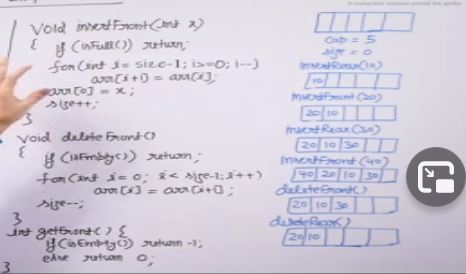 void insertFront(int x)
{ if (isFull()) return;
for(int i= size-1; i>=0; i--)
arr[i+1] = arr[i];
arr[0] = x;
size++;
}
void deleteFront()
{
if (isEmpty()) return;
for(int i= 0; i< size-1; i++)
arr[i] = arr[i+1];
size--;
}
int getFront() {
if(isEmpty()) return -1;
else return 0;
}
A computer science portal for geeks
cap = 5
size = 0
insertRear(10)
10
insertFront(20)
20 10
insertRear(30)
20 10 30
insertFront(40)
40 20 10 30
deleteFront()
20 10 30
deleteRear()
20 10